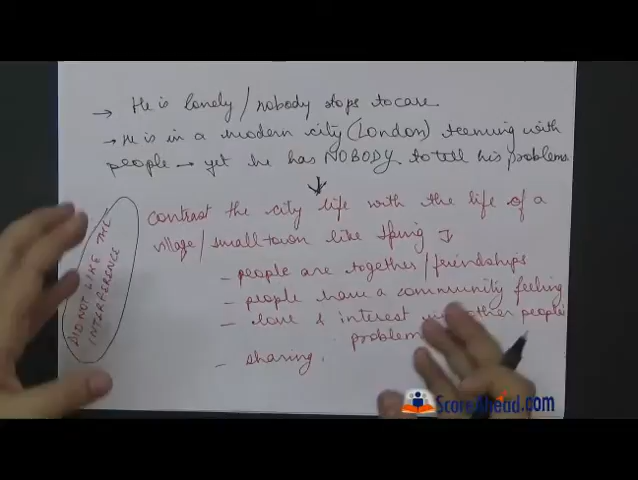 → He is lonely / nobody stops to care
→ He is in a modern city (London) teeming with
people → yet he has NOBODY to tell his problems
contrast the city life with the life of a
village / small town like Iping
- people are together / friendships
- people have a community feeling
- love & interest in other people's
problem
- sharing.
DID NOT LIKE THE
INTERFERENCE
ScoreAhead.com